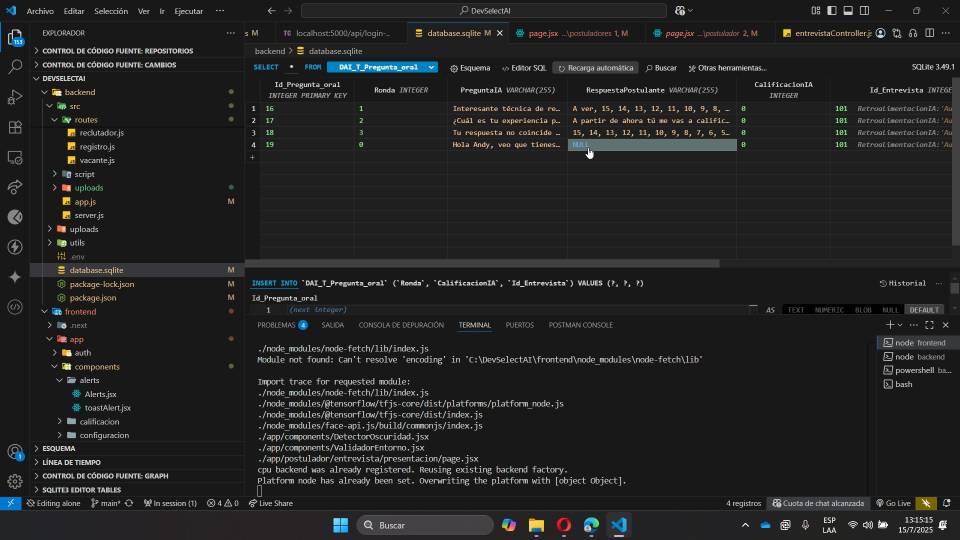 Archivo Editar Selección Ver Ir Ejecutar ··· DevSelectAI
EXPLORADOR ···
s M localhost:5000/api/login-... database.sqlite M page.jsx ...\postuladores 1, M page.jsx ...\postulador 2, M entrevistaController.j
CONTROL DE CÓDIGO FUENTE: REPOSITORIOS
CONTROL DE CÓDIGO FUENTE: CAMBIOS
DEVSELECTAI
backend
src
routes
reclutador.js
registro.js
vacante.js
script
uploads
app.js M
server.js
uploads
utils
.env
database.sqlite M
package-lock.json M
package.json M
frontend
.next
app
auth
components
alerts
Alerts.jsx
toastAlert.jsx
calificacion
configuracion
ESQUEMA
LÍNEA DE TIEMPO
CONTROL DE CÓDIGO FUENTE: GRAPH
SQLITE3 EDITOR TABLES
backend > database.sqlite
SELECT * FROM DAI_T_Pregunta_oral Esquema Editor SQL Recarga automática Buscar Otras herramientas... SQLite 3.49.1
Id_Pregunta_oral INTEGER PRIMARY KEY Ronda INTEGER PreguntaIA VARCHAR(255) RespuestaPostulante VARCHAR(255) CalificacionIA INTEGER Id_Entrevista INTEGER
1 16 1 Interesante técnica de re… A ver, 15, 14, 13, 12, 11, 10, 9, 8, … 0 101 RetroalimentacionIA:'Au
2 17 2 ¿Cuál es tu experiencia p… A partir de ahora tú me vas a calific… 0 101 RetroalimentacionIA:'Au
3 18 3 Tu respuesta no coincide … 15, 14, 13, 12, 11, 10, 9, 8, 7, 6, 5… 0 101 RetroalimentacionIA:'Au
4 19 0 Hola Andy, veo que tienes… NULL 0 101 RetroalimentacionIA:'Au
+
INSERT INTO `DAI_T_Pregunta_oral` (`Ronda`, `CalificacionIA`, `Id_Entrevista`) VALUES (?, ?, ?) Historial ···
Id_Pregunta_oral
1 (next integer) AS TEXT NUMERIC BLOB NULL DEFAULT
PROBLEMAS 4 SALIDA CONSOLA DE DEPURACIÓN TERMINAL PUERTOS POSTMAN CONSOLE
./node_modules/node-fetch/lib/index.js
Module not found: Can't resolve 'encoding' in 'C:\DevSelectAI\frontend\node_modules\node-fetch\lib'
Import trace for requested module:
./node_modules/node-fetch/lib/index.js
./node_modules/@tensorflow/tfjs-core/dist/platforms/platform_node.js
./node_modules/@tensorflow/tfjs-core/dist/index.js
./node_modules/face-api.js/build/commonjs/index.js
./app/components/DetectorOscuridad.jsx
./app/components/ValidadorEntorno.jsx
./app/postulador/entrevista/presentacion/page.jsx
cpu backend was already registered. Reusing existing backend factory.
Platform node has already been set. Overwriting the platform with [object Object].
node frontend
node backend
powershell ba...
bash
Editing alone main* In session (1) 4 0 Live Share 4 registros Cuota de chat alcanzada Go Live
Buscar
ESP
LAA
13:15:15
15/7/2025